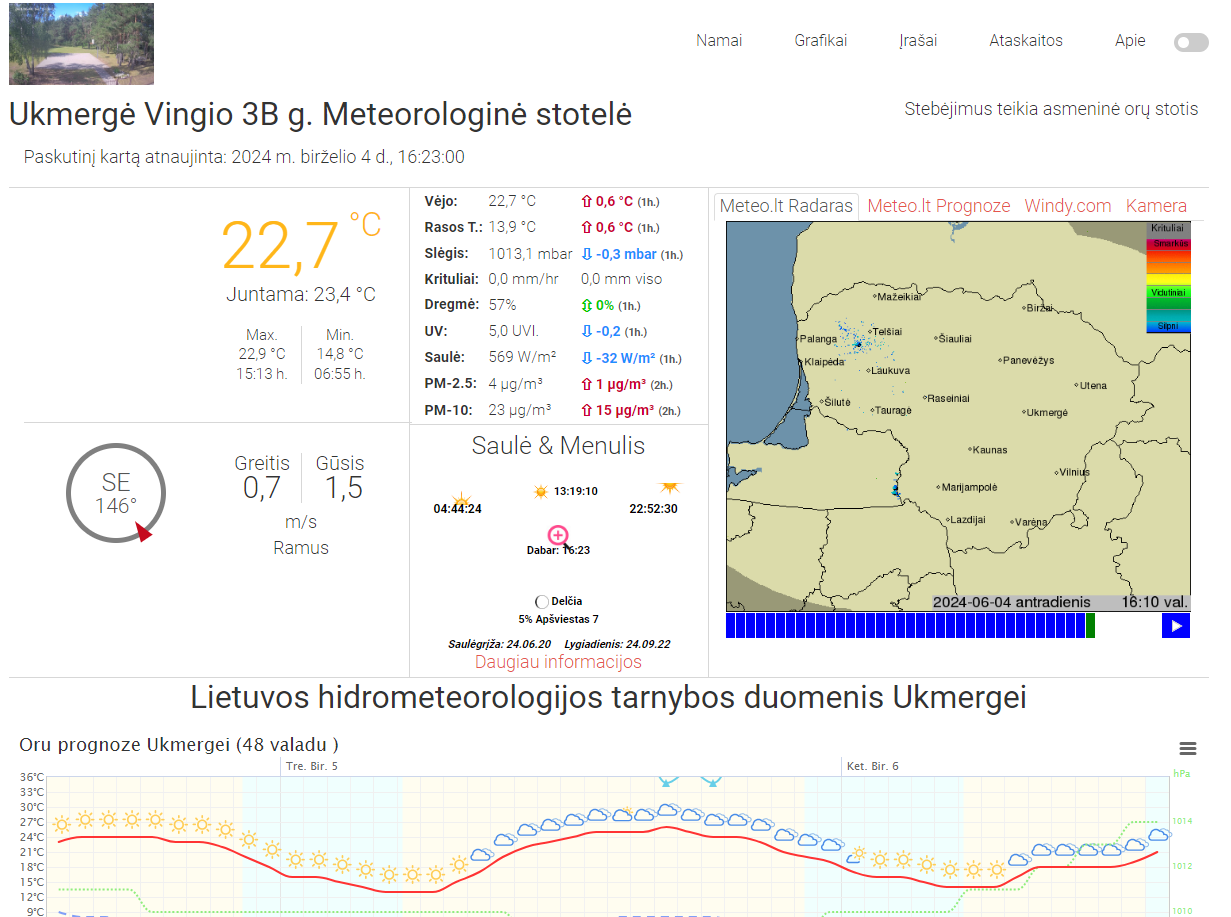 Namai Grafikai Įrašai Ataskaitos Apie
Ukmergė Vingio 3B g. Meteorologinė stotelė
Stebėjimus teikia asmeninė orų stotis
Paskutinį kartą atnaujinta: 2024 m. birželio 4 d., 16:23:00
22,7 °C
Juntama: 23,4 °C
Max. Min.
22,9 °C 14,8 °C
15:13 h. 06:55 h.
SE
146°
Greitis Gūsis
0,7 1,5
m/s
Ramus
Vėjo: 22,7 °C 0,6 °C (1h.)
Rasos T.: 13,9 °C 0,6 °C (1h.)
Slėgis: 1013,1 mbar -0,3 mbar (1h.)
Krituliai: 0,0 mm/hr 0,0 mm viso
Dregmė: 57% 0% (1h.)
UV: 5,0 UVI. -0,2 (1h.)
Saulė: 569 W/m² -32 W/m² (1h.)
PM-2.5: 4 µg/m³ 1 µg/m³ (2h.)
PM-10: 23 µg/m³ 15 µg/m³ (2h.)
Saulė & Menulis
13:19:10
04:44:24 22:52:30
Dabar: 16:23
Delčia
5% Apšviestas 7
Saulėgrįža: 24.06.20 Lygiadienis: 24.09.22
Daugiau informacijos
Meteo.lt Radaras Meteo.lt Prognoze Windy.com Kamera
Krituliai
Smarkūs
Vidutiniai
Silpni
Mažeikiai
Biržai
Telšiai
Palanga
Šiauliai
Klaipėda
Panevėžys
Laukuva
Utena
Šilutė
Raseiniai
Tauragė
Ukmergė
Kaunas
Vilnius
Marijampolė
Lazdijai
Varėna
2024-06-04 antradienis 16:10 val.
Lietuvos hidrometeorologijos tarnybos duomenis Ukmergei
Oru prognoze Ukmergei (48 valadu )
Tre. Bir. 5 Ket. Bir. 6
36°C
33°C
30°C
27°C
24°C
21°C
18°C
15°C
12°C
9°C
hPa
1014
1012
1010